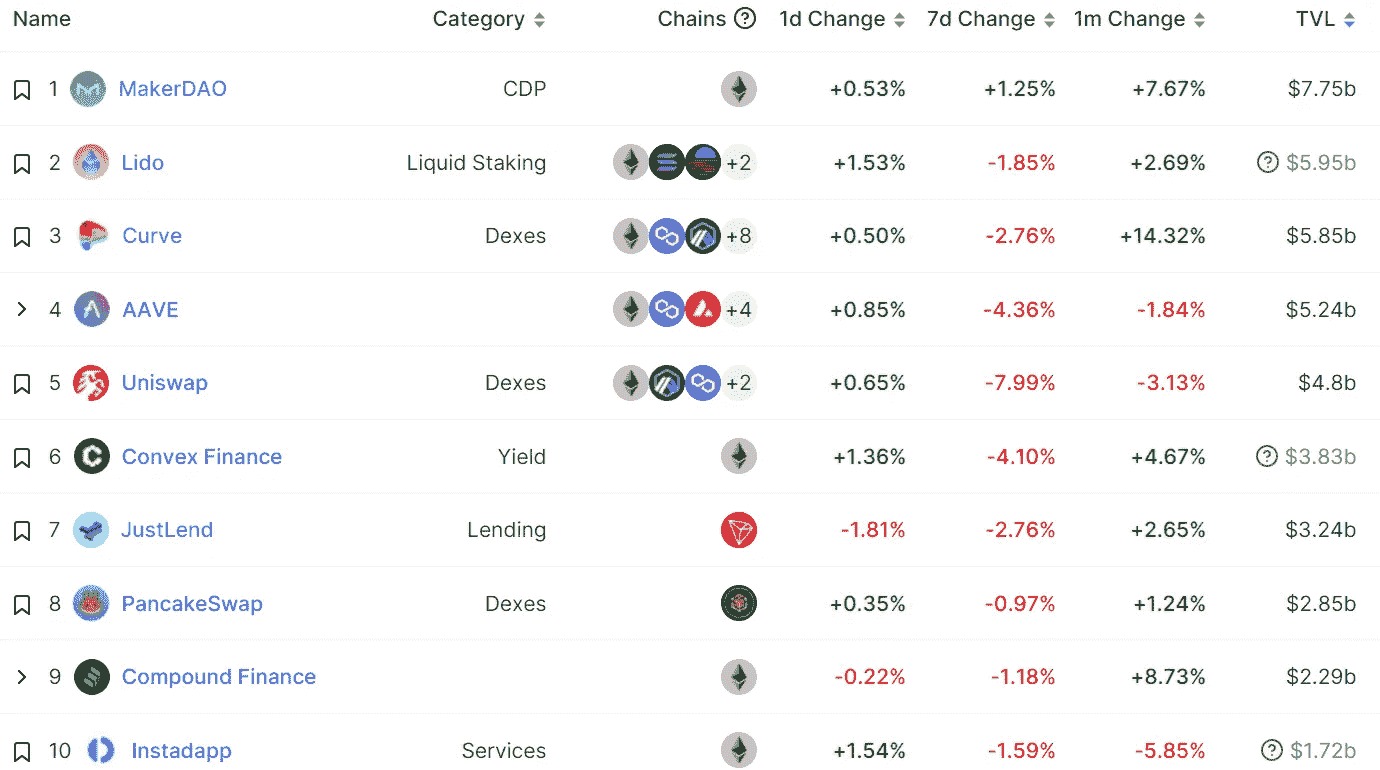 Name Category Chains ? 1d Change 7d Change 1m Change TVL
1 MakerDAO CDP +0.53% +1.25% +7.67% $7.75b
2 Lido Liquid Staking +2 +1.53% -1.85% +2.69% ? $5.95b
3 Curve Dexes +8 +0.50% -2.76% +14.32% $5.85b
4 AAVE +4 +0.85% -4.36% -1.84% $5.24b
5 Uniswap Dexes +2 +0.65% -7.99% -3.13% $4.8b
6 Convex Finance Yield +1.36% -4.10% +4.67% ? $3.83b
7 JustLend Lending -1.81% -2.76% +2.65% $3.24b
8 PancakeSwap Dexes +0.35% -0.97% +1.24% $2.85b
9 Compound Finance -0.22% -1.18% +8.73% $2.29b
10 Instadapp Services +1.54% -1.59% -5.85% ? $1.72b